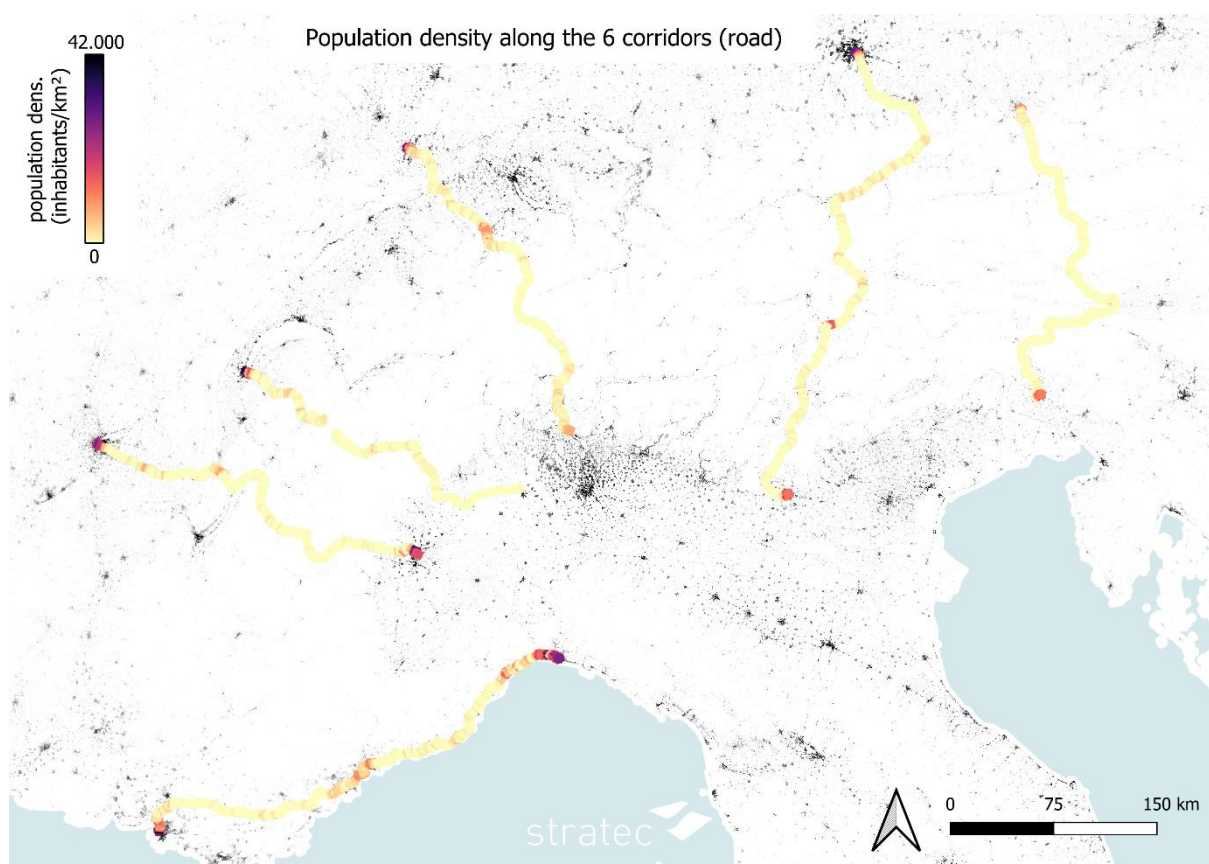 42.000
Population density along the 6 corridors (road)
population dens.
(inhabitants/km²)
0
stratec
0 75 150 km